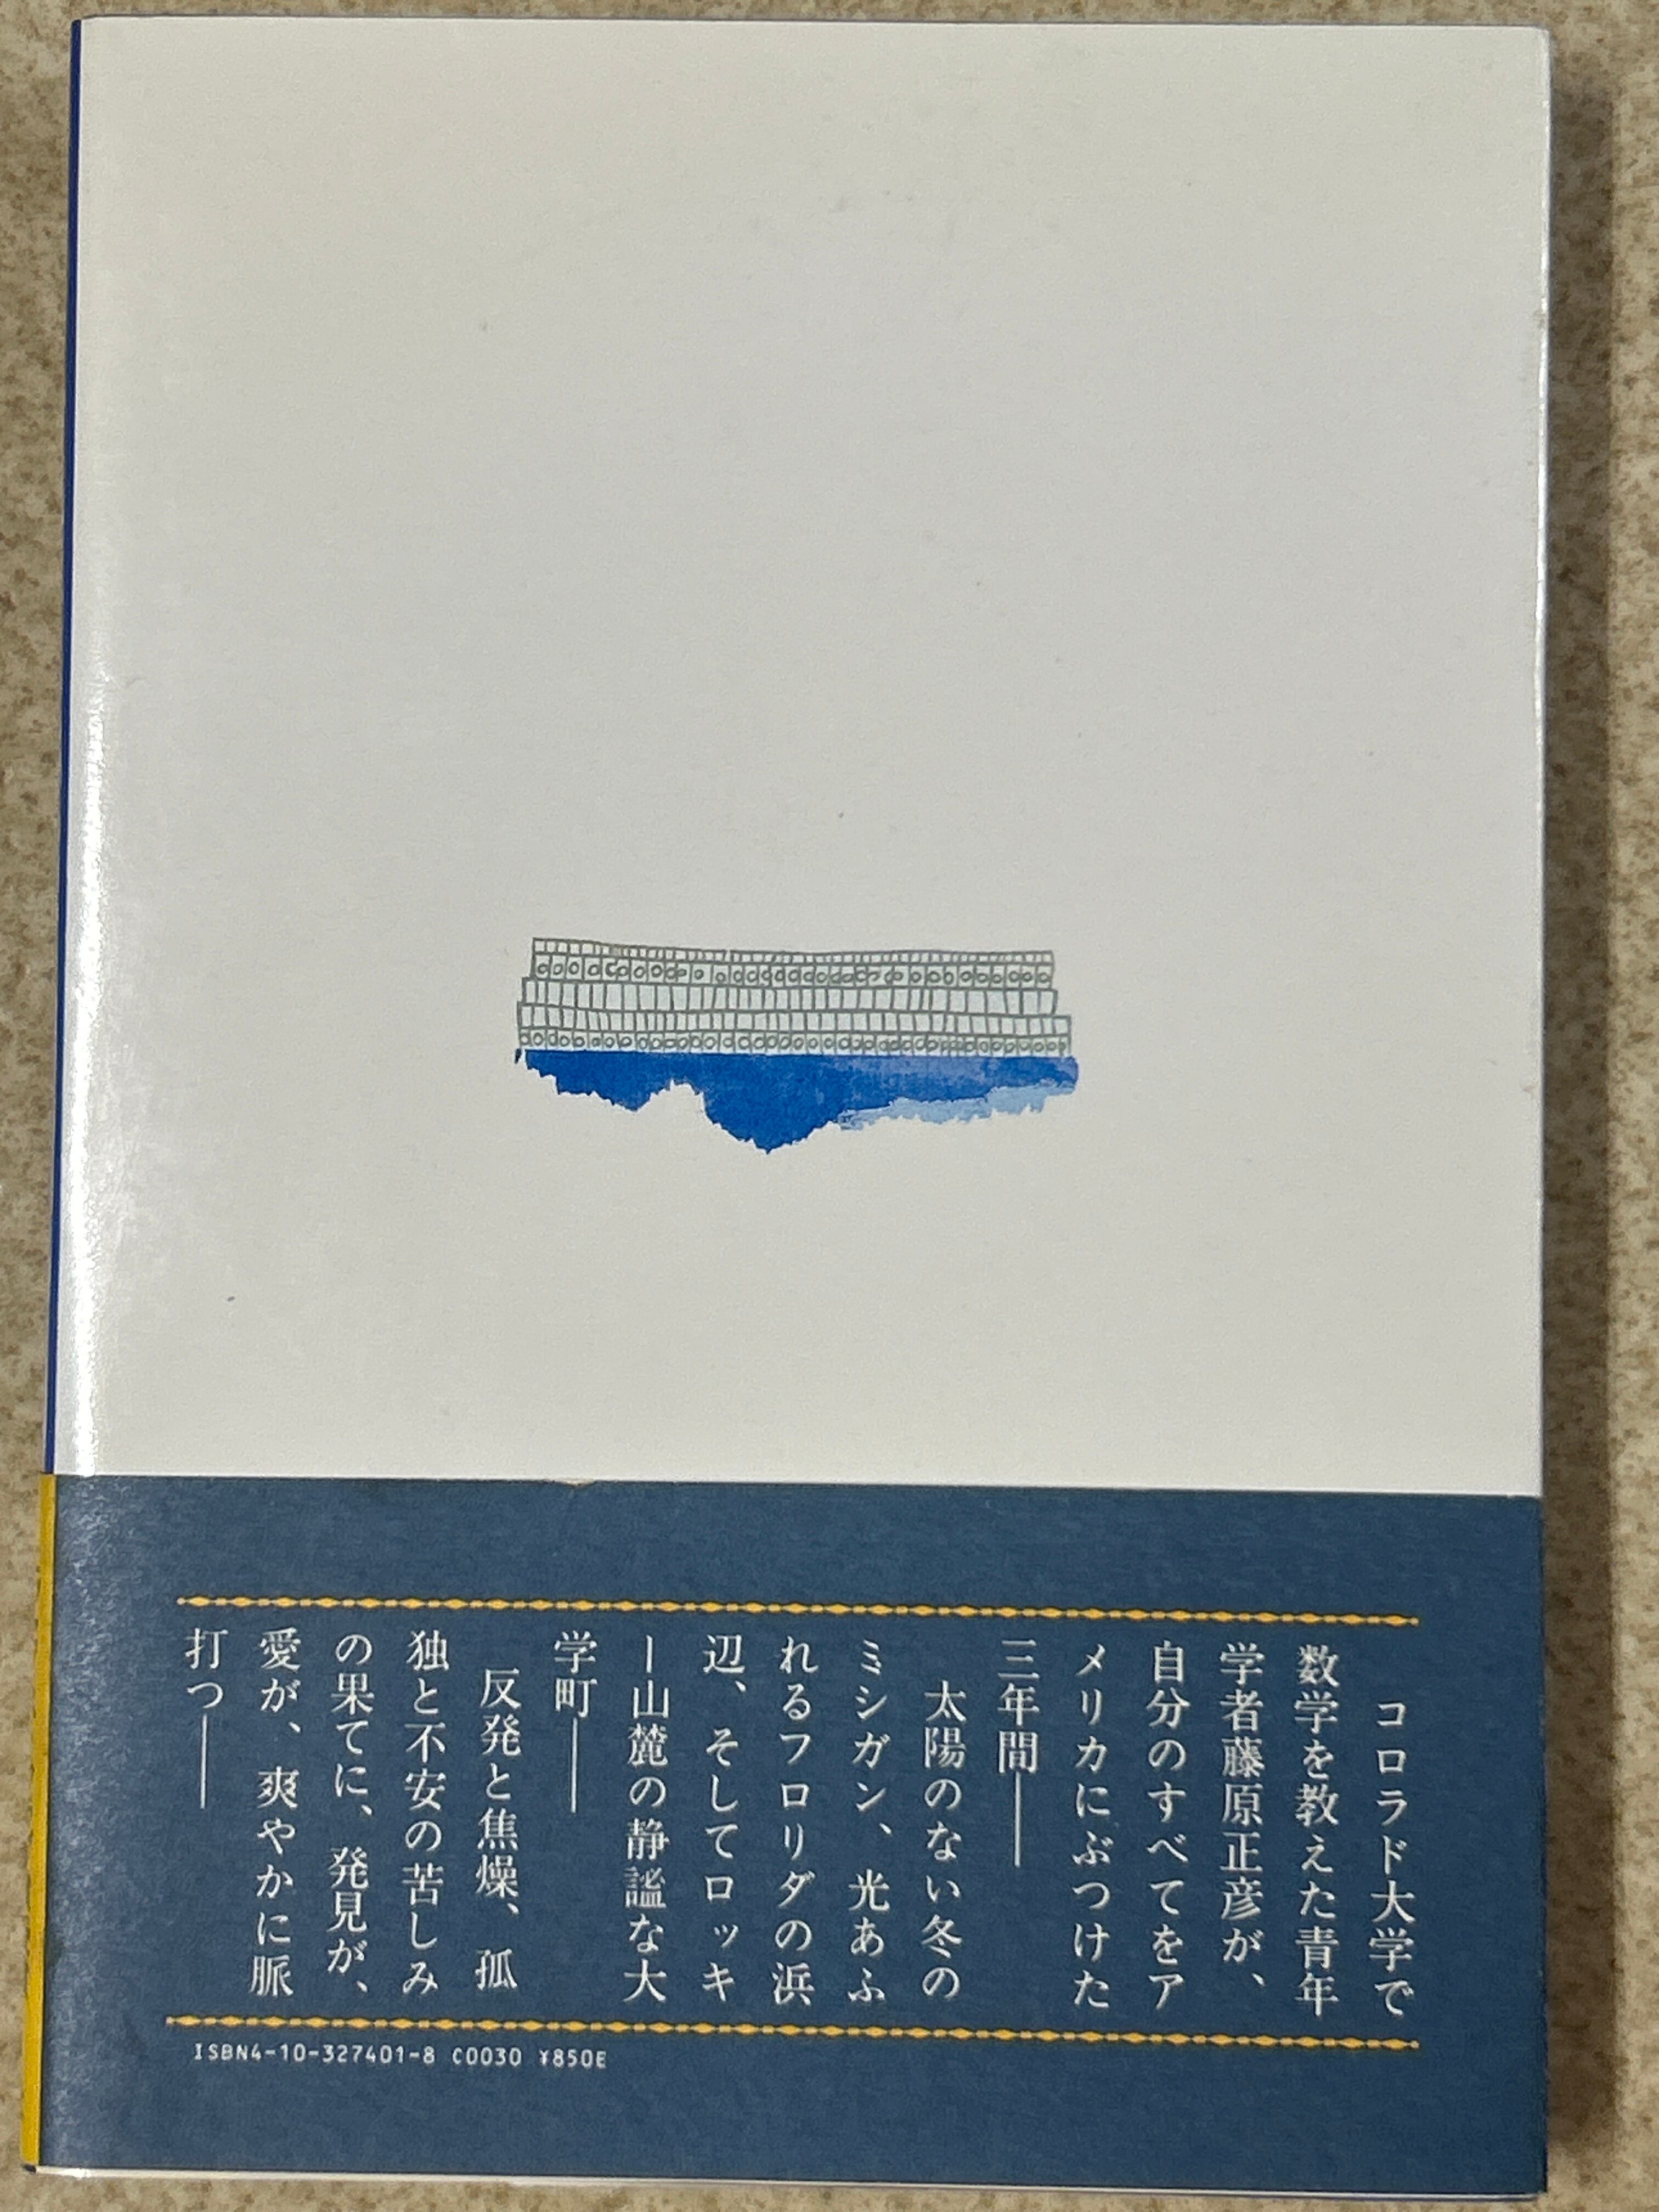 コロラド大学で
数学を教えた青年
学者藤原正彦が、
自分のすべてをア
メリカにぶつけた
三年間――
太陽のない冬の
ミシガン、光あふ
れるフロリダの浜
辺、そしてロッキ
ー山麓の静謐な大
学町――
反発と焦燥、孤
独と不安の苦しみ
の果てに、発見が、
愛が、爽やかに脈
打つ――
ISBN4-10-327401-8 C0030 ¥850E